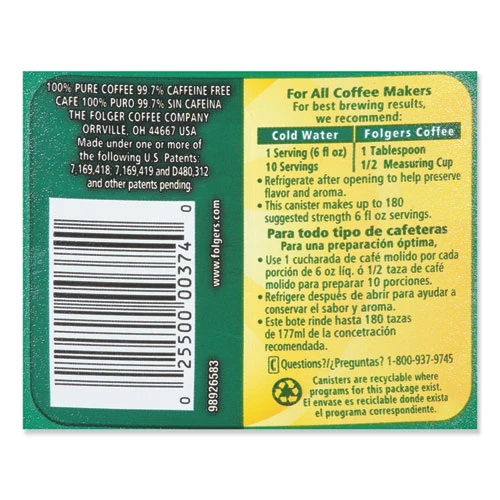 100% PURE COFFEE 99.7% CAFFEINE FREE
CAFÉ 100% PURO 99.7% SIN CAFEÍNA
THE FOLGER COFFEE COMPANY
ORRVILLE, OH 44667 USA
Made under one or more of
the following U.S. Patents:
7,169,418, 7,169,419 and D480,312
and other patents pending.
0 25500 00374 0
www.folgers.com
98926583
For All Coffee Makers
For best brewing results,
we recommend:
Cold Water Folgers Coffee
1 Serving (6 fl oz) 1 Tablespoon
10 Servings 1/2 Measuring Cup
• Refrigerate after opening to help preserve
flavor and aroma.
• This canister makes up to 180
suggested strength 6 fl oz servings.
Para todo tipo de cafeteras
Para una preparación óptima,
• Use 1 cucharada de café molido por cada
porción de 6 oz líq. ó 1/2 taza de café
molido para preparar 10 porciones.
• Refrigere después de abrir para ayudar a
conservar el sabor y aroma.
• Este bote rinde hasta 180 tazas
de 177ml de la concetración
recomendada.
Questions?/¿Preguntas? 1-800-937-9745
Canisters are recyclable where
programs for this package exist.
El envase es reciclable donde exista
el programa correspondiente.